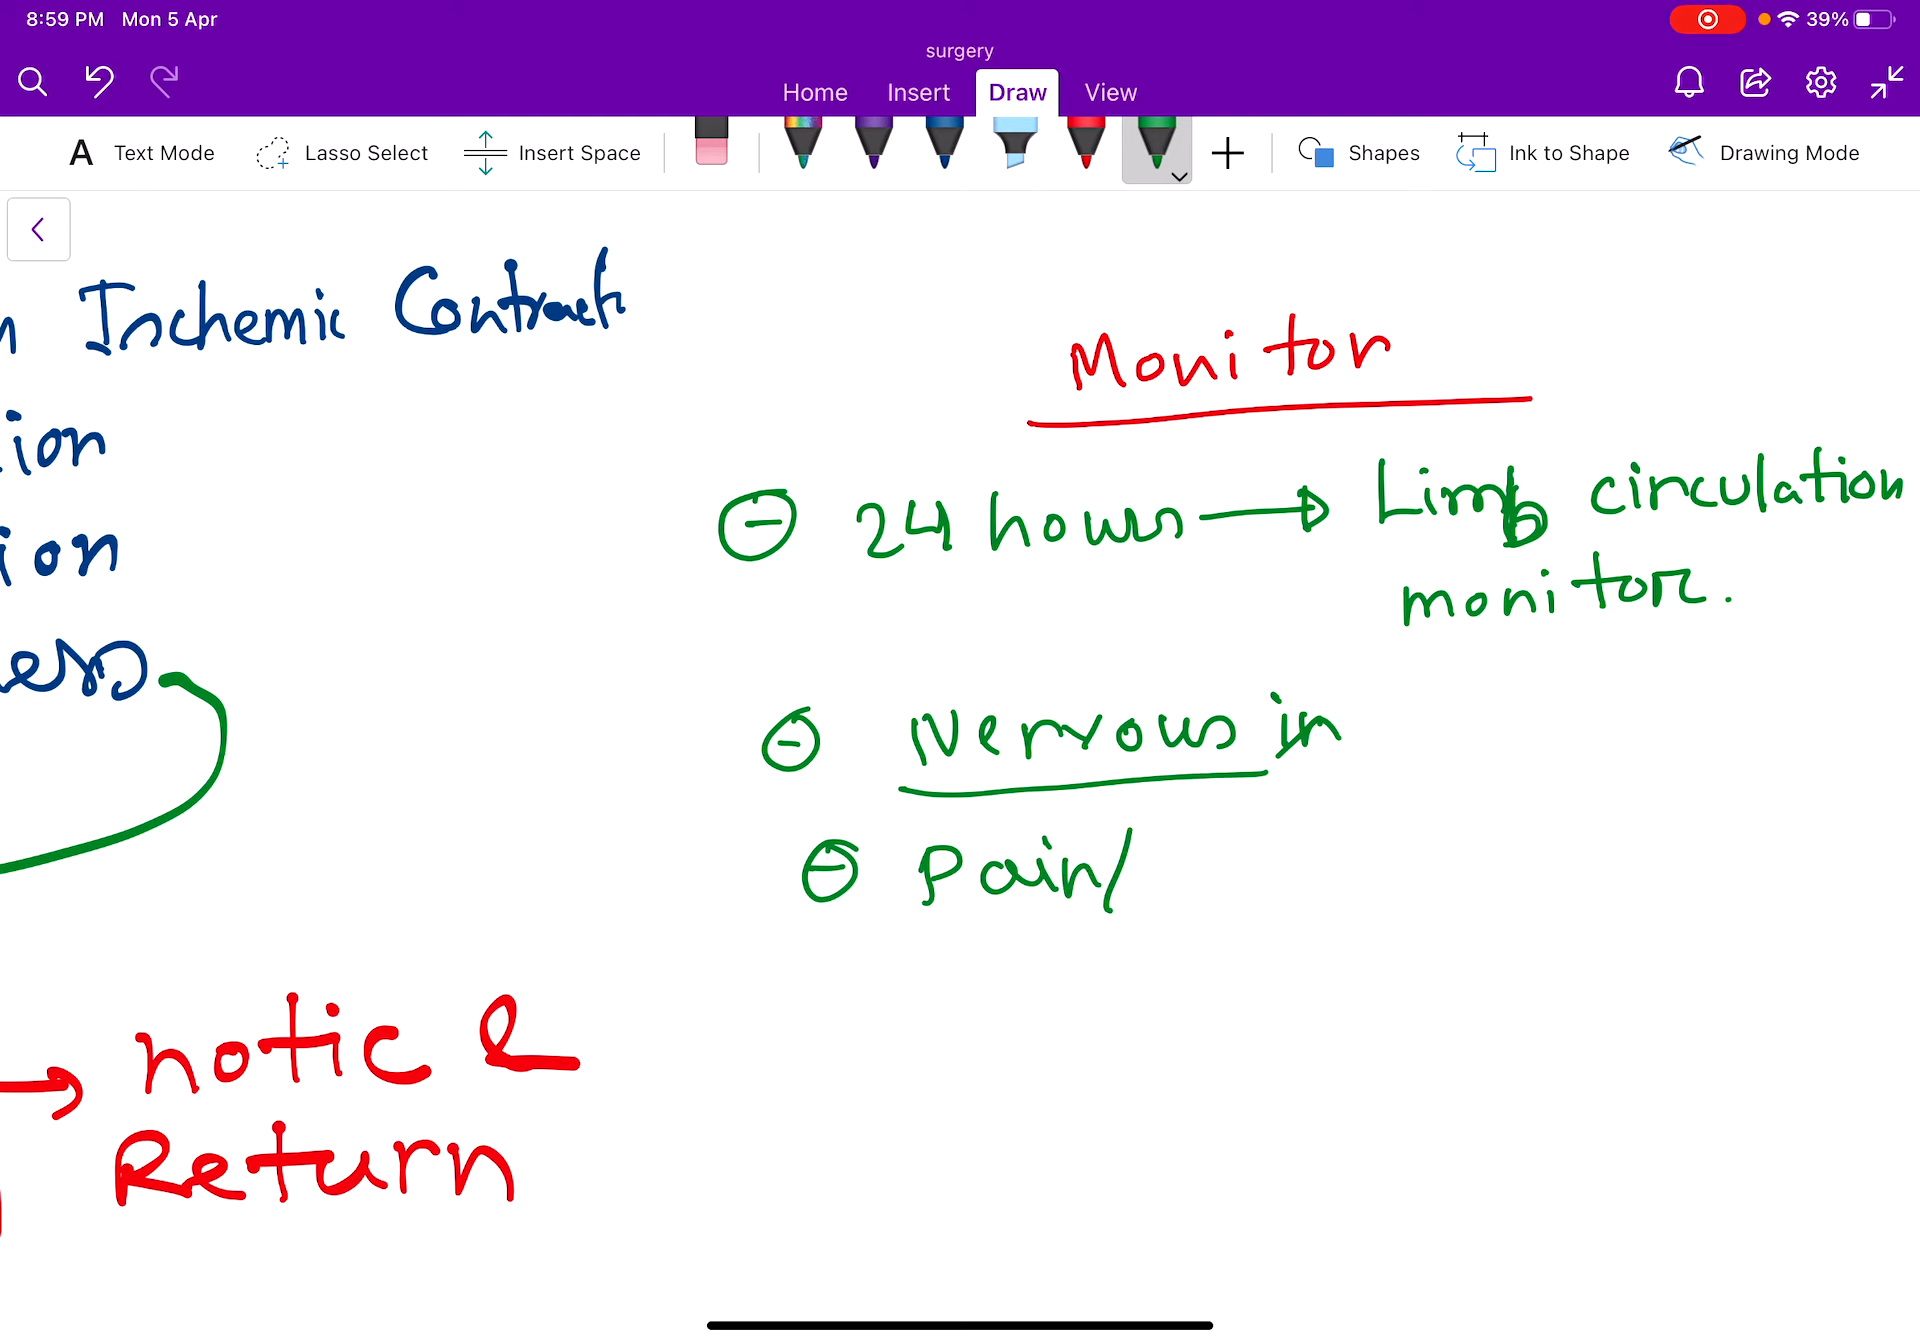 8:59 PM Mon 5 Apr
39%
surgery
Home Insert Draw View
A Text Mode Lasso Select Insert Space Shapes Ink to Shape Drawing Mode
n Ischemic Contract
ion
ion
Monitor
⊖ 24 hours → Limb circulation
monitor.
⊖ Nervous in
⊖ Pain/
→ notic &
Return